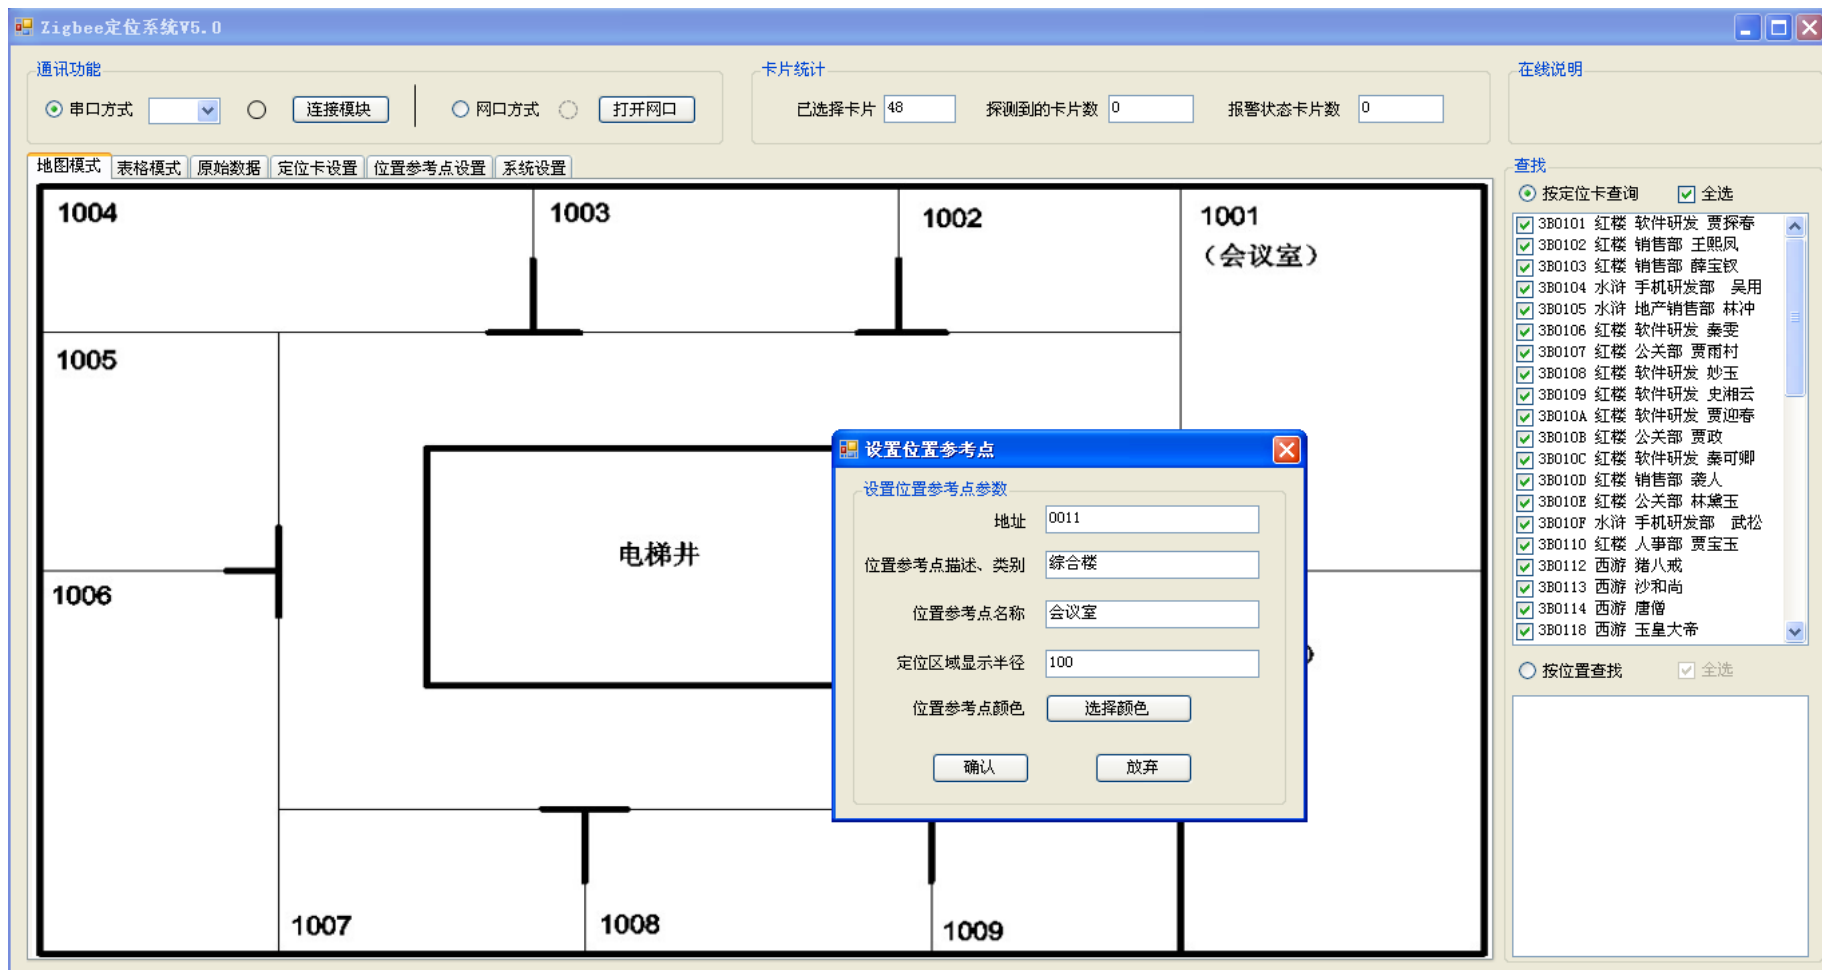 Zigbee定位系统V5.0
通讯功能
串口方式
连接模块
网口方式
打开网口
卡片统计
已选择卡片 48
探测到的卡片数 0
报警状态卡片数 0
在线说明
地图模式 表格模式 原始数据 定位卡设置 位置参考点设置 系统设置
1004
1003
1002
1001
（会议室）
1005
电梯井
1006
1007
1008
1009
设置位置参考点
设置位置参考点参数
地址 0011
位置参考点描述、类别 综合楼
位置参考点名称 会议室
定位区域显示半径 100
位置参考点颜色 选择颜色
确认 放弃
查找
按定位卡查询 全选
3B0101 红楼 软件研发 贾探春
3B0102 红楼 销售部 王熙凤
3B0103 红楼 销售部 薛宝钗
3B0104 水浒 手机研发部 吴用
3B0105 水浒 地产销售部 林冲
3B0106 红楼 软件研发 秦雯
3B0107 红楼 公关部 贾雨村
3B0108 红楼 软件研发 妙玉
3B0109 红楼 软件研发 史湘云
3B010A 红楼 软件研发 贾迎春
3B010B 红楼 公关部 贾政
3B010C 红楼 软件研发 秦可卿
3B010D 红楼 销售部 袭人
3B010E 红楼 公关部 林黛玉
3B010F 水浒 手机研发部 武松
3B0110 红楼 人事部 贾宝玉
3B0112 西游 猪八戒
3B0113 西游 沙和尚
3B0114 西游 唐僧
3B0118 西游 玉皇大帝
按位置查找 全选